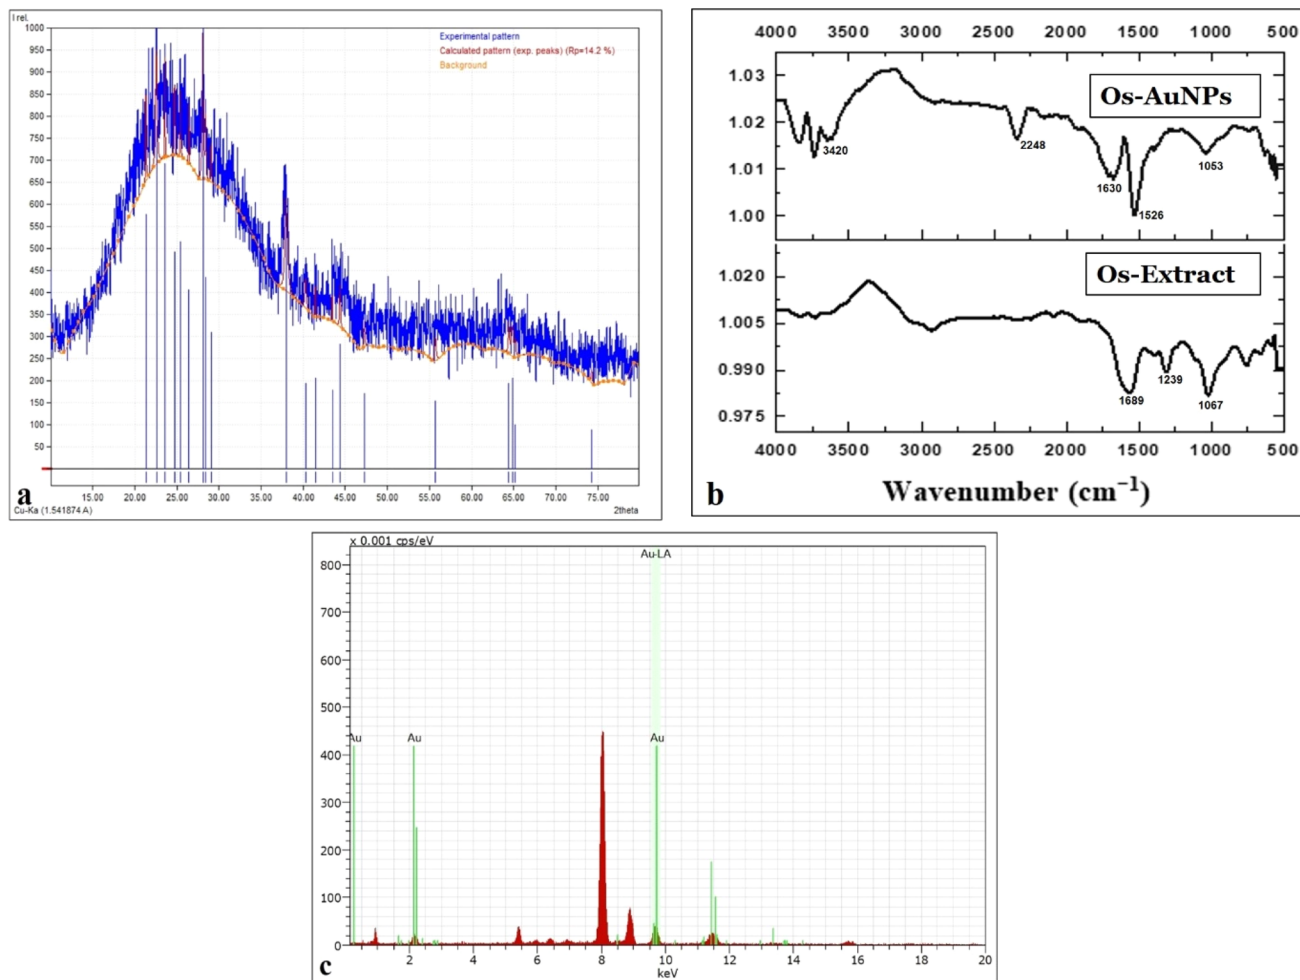 I rel.
Experimental pattern
Calculated pattern (exp. peaks) (Rp=14.2 %)
Background
1000
950
900
850
800
750
700
650
600
550
500
450
400
350
300
250
200
150
100
50
15.00 20.00 25.00 30.00 35.00 40.00 45.00 50.00 55.00 60.00 65.00 70.00 75.00
Cu-Ka (1.541874 A)
2theta
a
4000 3500 3000 2500 2000 1500 1000 500
1.03
1.02
1.01
1.00
Os-AuNPs
3420
2248
1630
1526
1053
1.020
1.005
0.990
0.975
Os-Extract
1689
1239
1067
4000 3500 3000 2500 2000 1500 1000 500
b
Wavenumber (cm⁻¹)
x 0.001 cps/eV
Au-LA
800
700
600
500
400
300
200
100
0
Au
Au
Au
2 4 6 8 10 12 14 16 18 20
keV
c